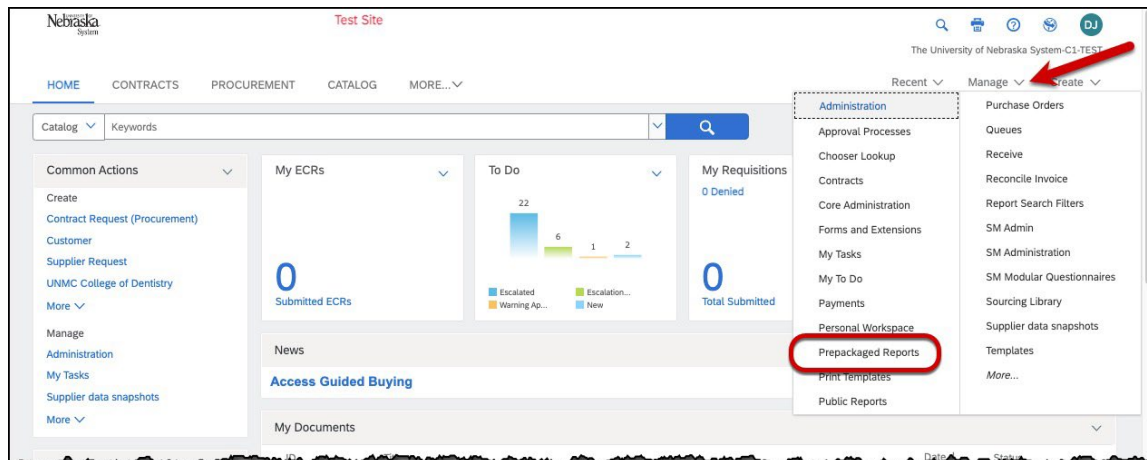 Nebraska
System
Test Site
DJ
The University of Nebraska System-C1-TEST
HOME CONTRACTS PROCUREMENT CATALOG MORE...
Recent Manage Create
Catalog Keywords
Common Actions
Create
Contract Request (Procurement)
Customer
Supplier Request
UNMC College of Dentistry
More
Manage
Administration
My Tasks
Supplier data snapshots
More
My ECRs
0
Submitted ECRs
To Do
22
6
1
2
Escalated
Escalation...
Warning Ap...
New
My Requisitions
0 Denied
0
Total Submitted
News
Access Guided Buying
My Documents
ID
Date
Status
Administration
Approval Processes
Chooser Lookup
Contracts
Core Administration
Forms and Extensions
My Tasks
My To Do
Payments
Personal Workspace
Prepackaged Reports
Print Templates
Public Reports
Purchase Orders
Queues
Receive
Reconcile Invoice
Report Search Filters
SM Admin
SM Administration
SM Modular Questionnaires
Sourcing Library
Supplier data snapshots
Templates
More...